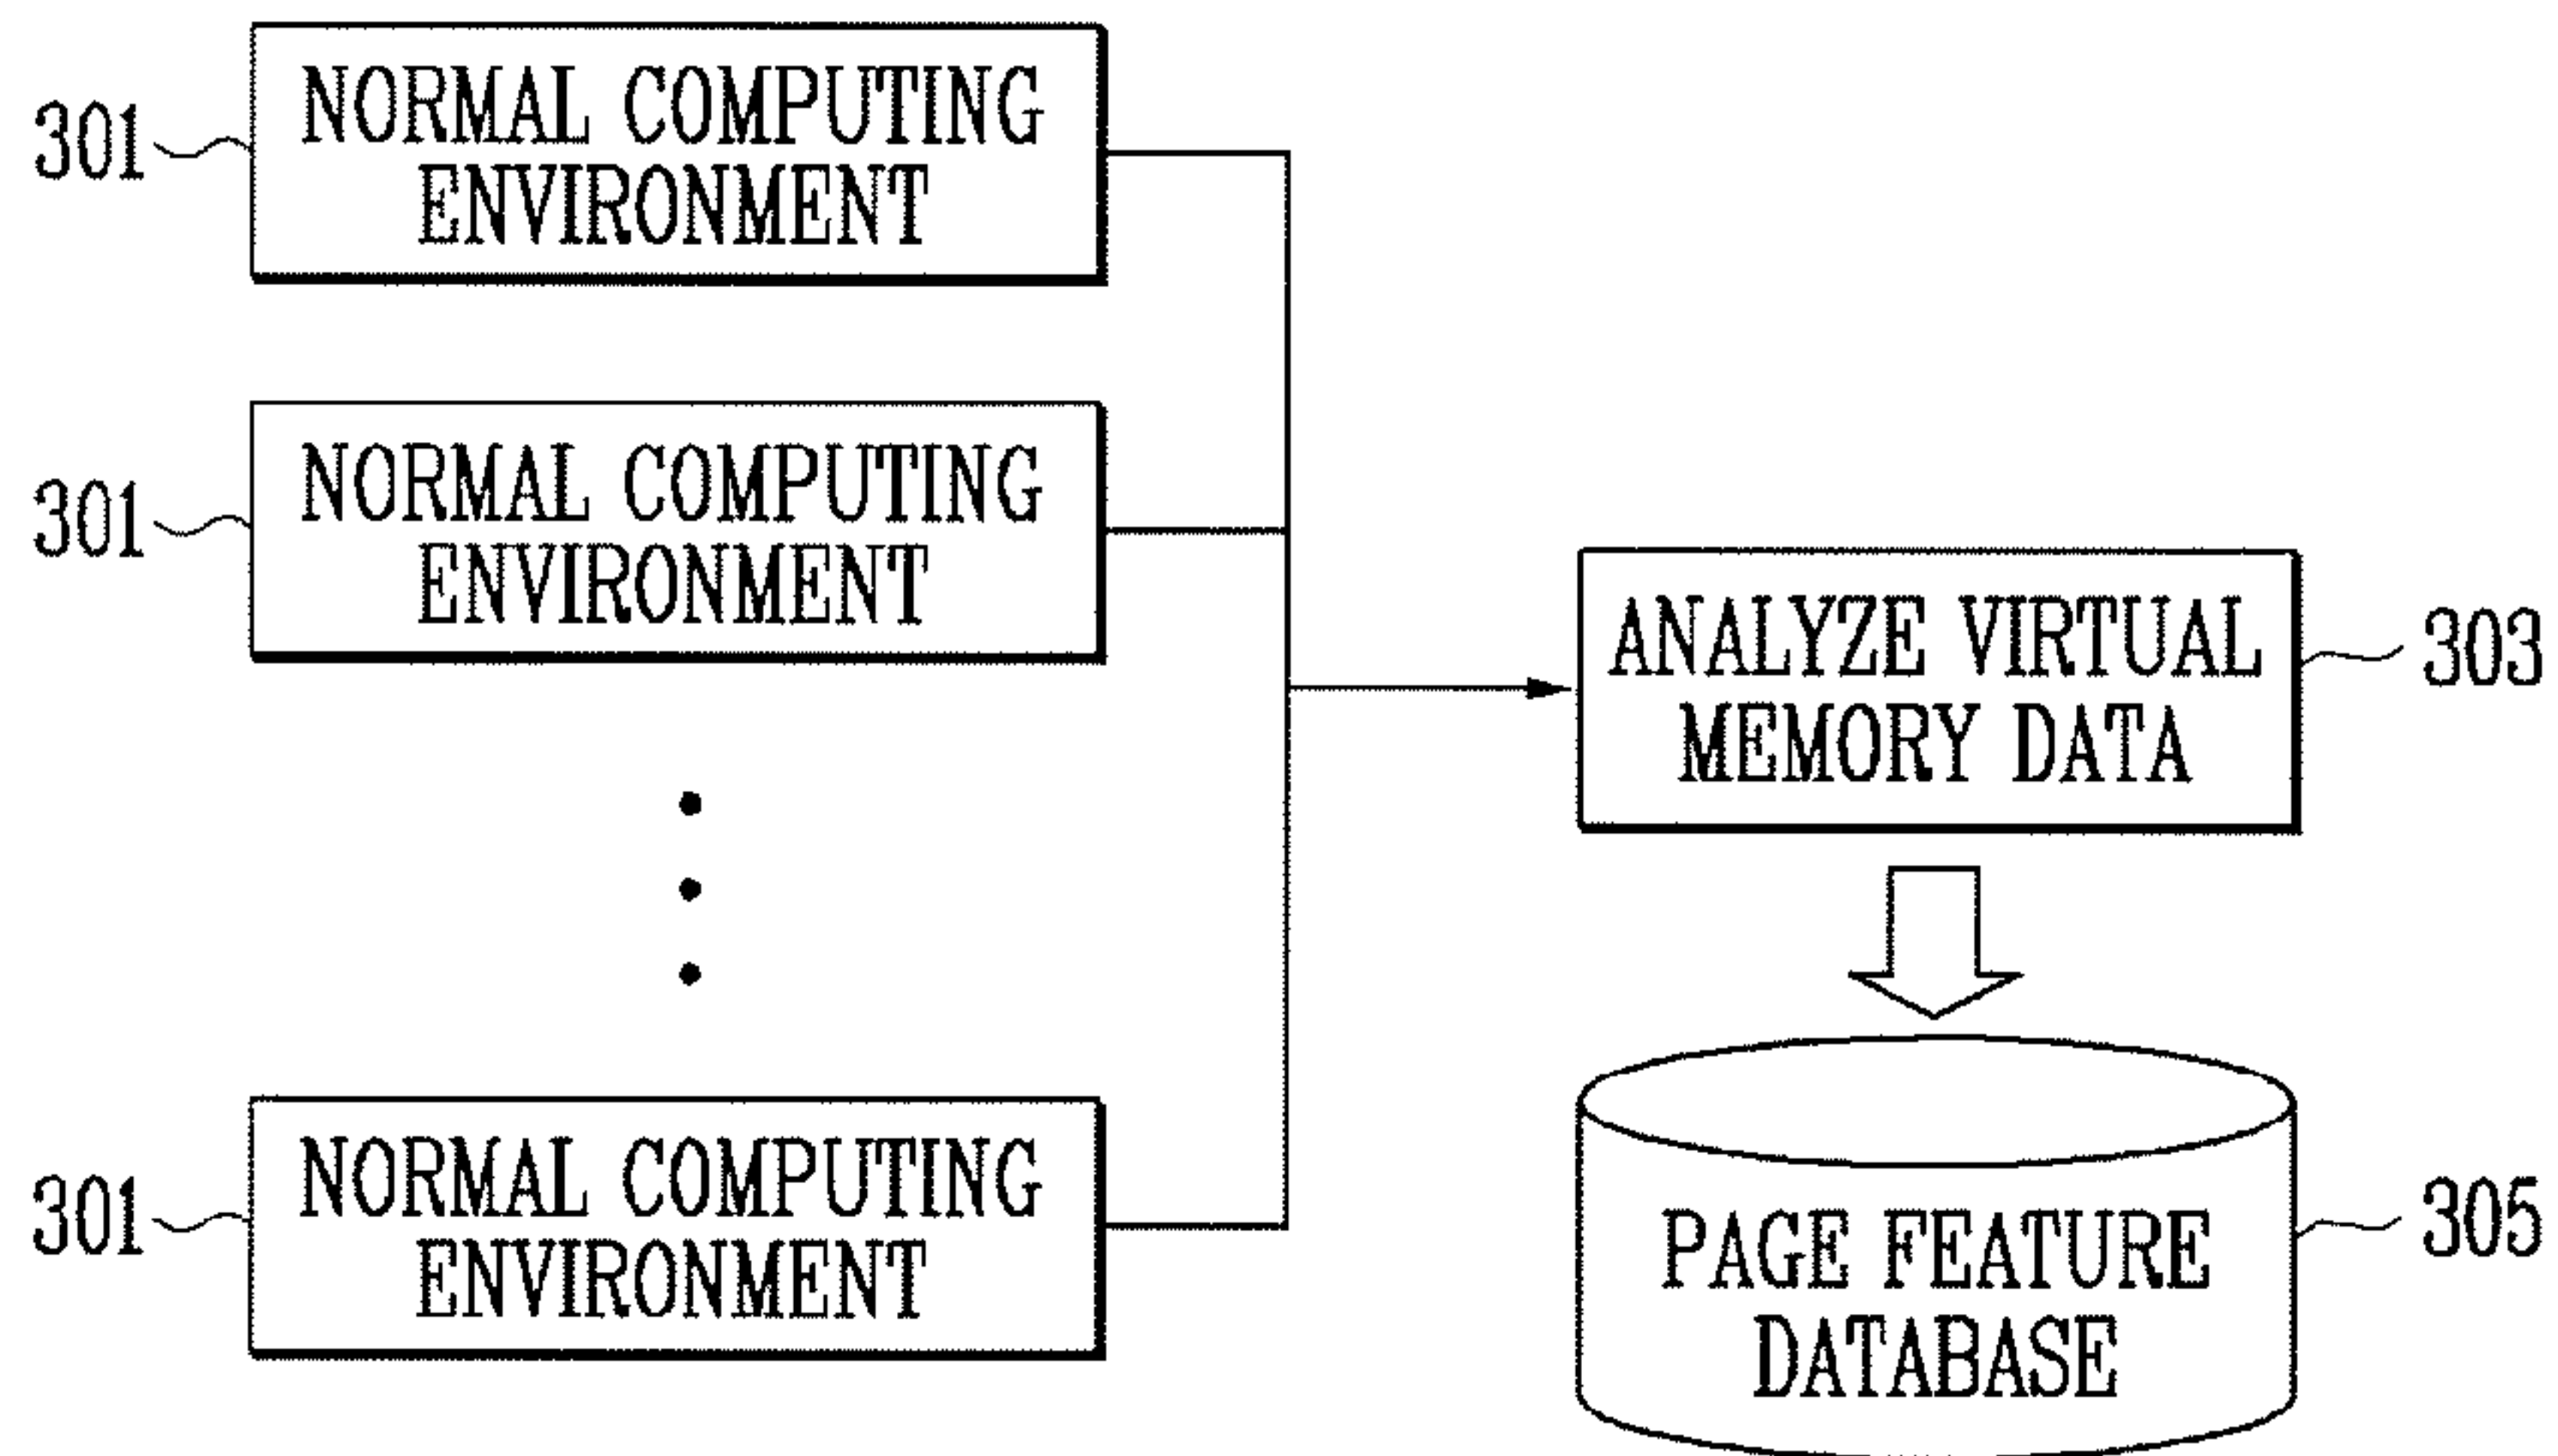 301
NORMAL COMPUTING
ENVIRONMENT
301
NORMAL COMPUTING
ENVIRONMENT
301
NORMAL COMPUTING
ENVIRONMENT
ANALYZE VIRTUAL
MEMORY DATA
303
PAGE FEATURE
DATABASE
305